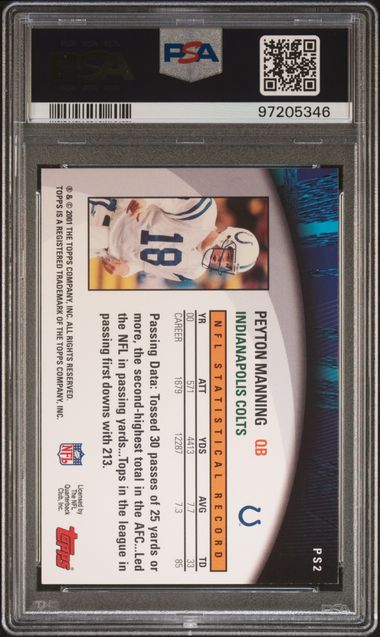 PSA
PSA
97205346
PS2
PEYTON MANNING QB
INDIANAPOLIS COLTS
NFL STATISTICAL RECORD
YR ATT YDS AVG TD
00 571 4413 7.7 33
CAREER 1679 12287 7.3 85
Passing Data: Tossed 30 passes of 25 yards or
more, the second-highest total in the AFC...Led
the NFL in passing yards...Tops in the league in
passing first downs with 213.
18
® & © 2001 THE TOPPS COMPANY, INC. ALL RIGHTS RESERVED.
TOPPS IS A REGISTERED TRADEMARK OF THE TOPPS COMPANY, INC.
NFL
Licensed by
The NFL
Quarterback
Club, Inc.
topps
PSA